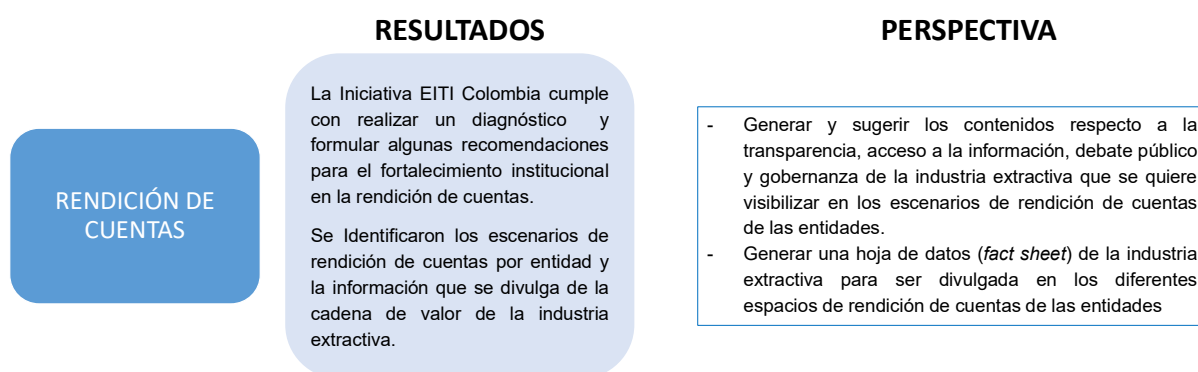 RESULTADOS
PERSPECTIVA
RENDICIÓN DE
CUENTAS
La Iniciativa EITI Colombia cumple
con realizar un diagnóstico y
formular algunas recomendaciones
para el fortalecimiento institucional
en la rendición de cuentas.
Se Identificaron los escenarios de
rendición de cuentas por entidad y
la información que se divulga de la
cadena de valor de la industria
extractiva.
- Generar y sugerir los contenidos respecto a la
transparencia, acceso a la información, debate público
y gobernanza de la industria extractiva que se quiere
visibilizar en los escenarios de rendición de cuentas
de las entidades.
- Generar una hoja de datos (fact sheet) de la industria
extractiva para ser divulgada en los diferentes
espacios de rendición de cuentas de las entidades